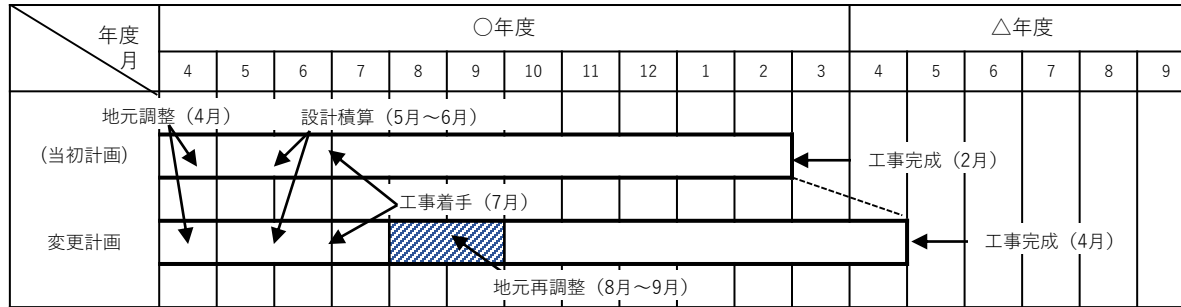 年度
月
○年度
△年度
4 5 6 7 8 9 10 11 12 1 2 3 4 5 6 7 8 9
地元調整（4月）
設計積算（5月～6月）
(当初計画)
工事完成（2月）
工事着手（7月）
変更計画
工事完成（4月）
地元再調整（8月～9月）